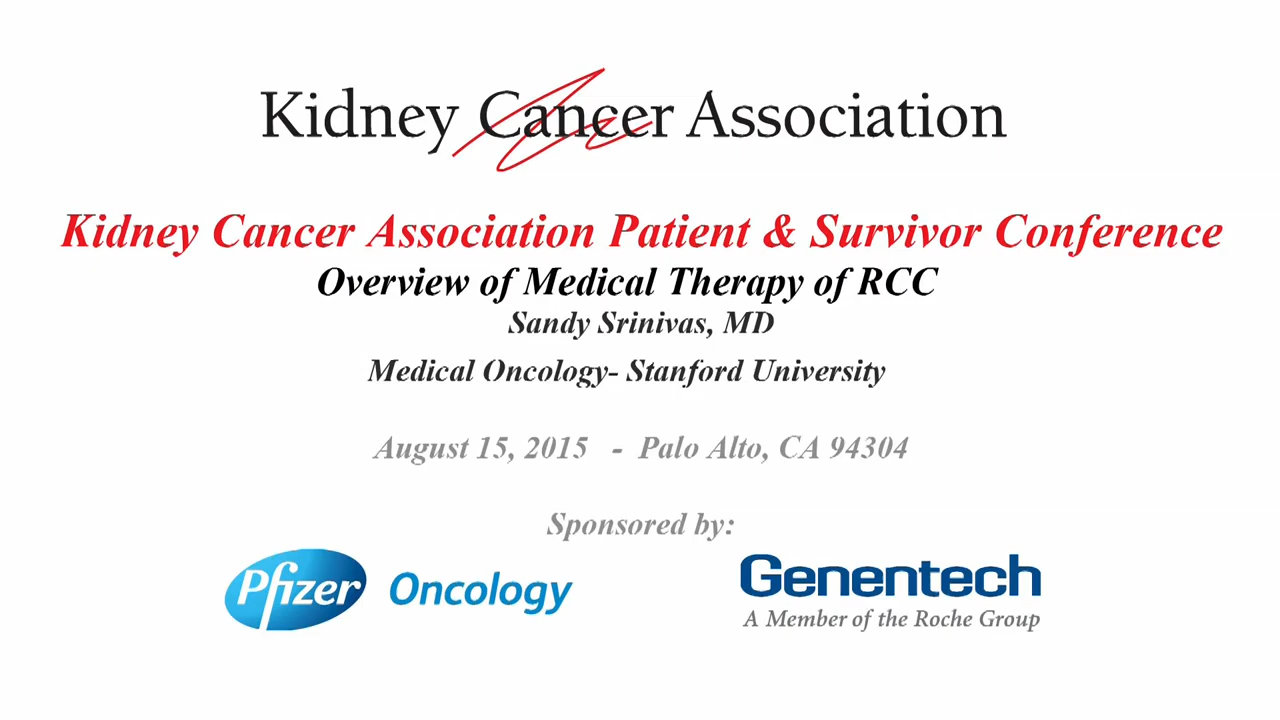 Kidney Cancer Association
Kidney Cancer Association Patient & Survivor Conference
Overview of Medical Therapy of RCC
Sandy Srinivas, MD
Medical Oncology- Stanford University
August 15, 2015 - Palo Alto, CA 94304
Sponsored by:
Pfizer Oncology
Genentech
A Member of the Roche Group